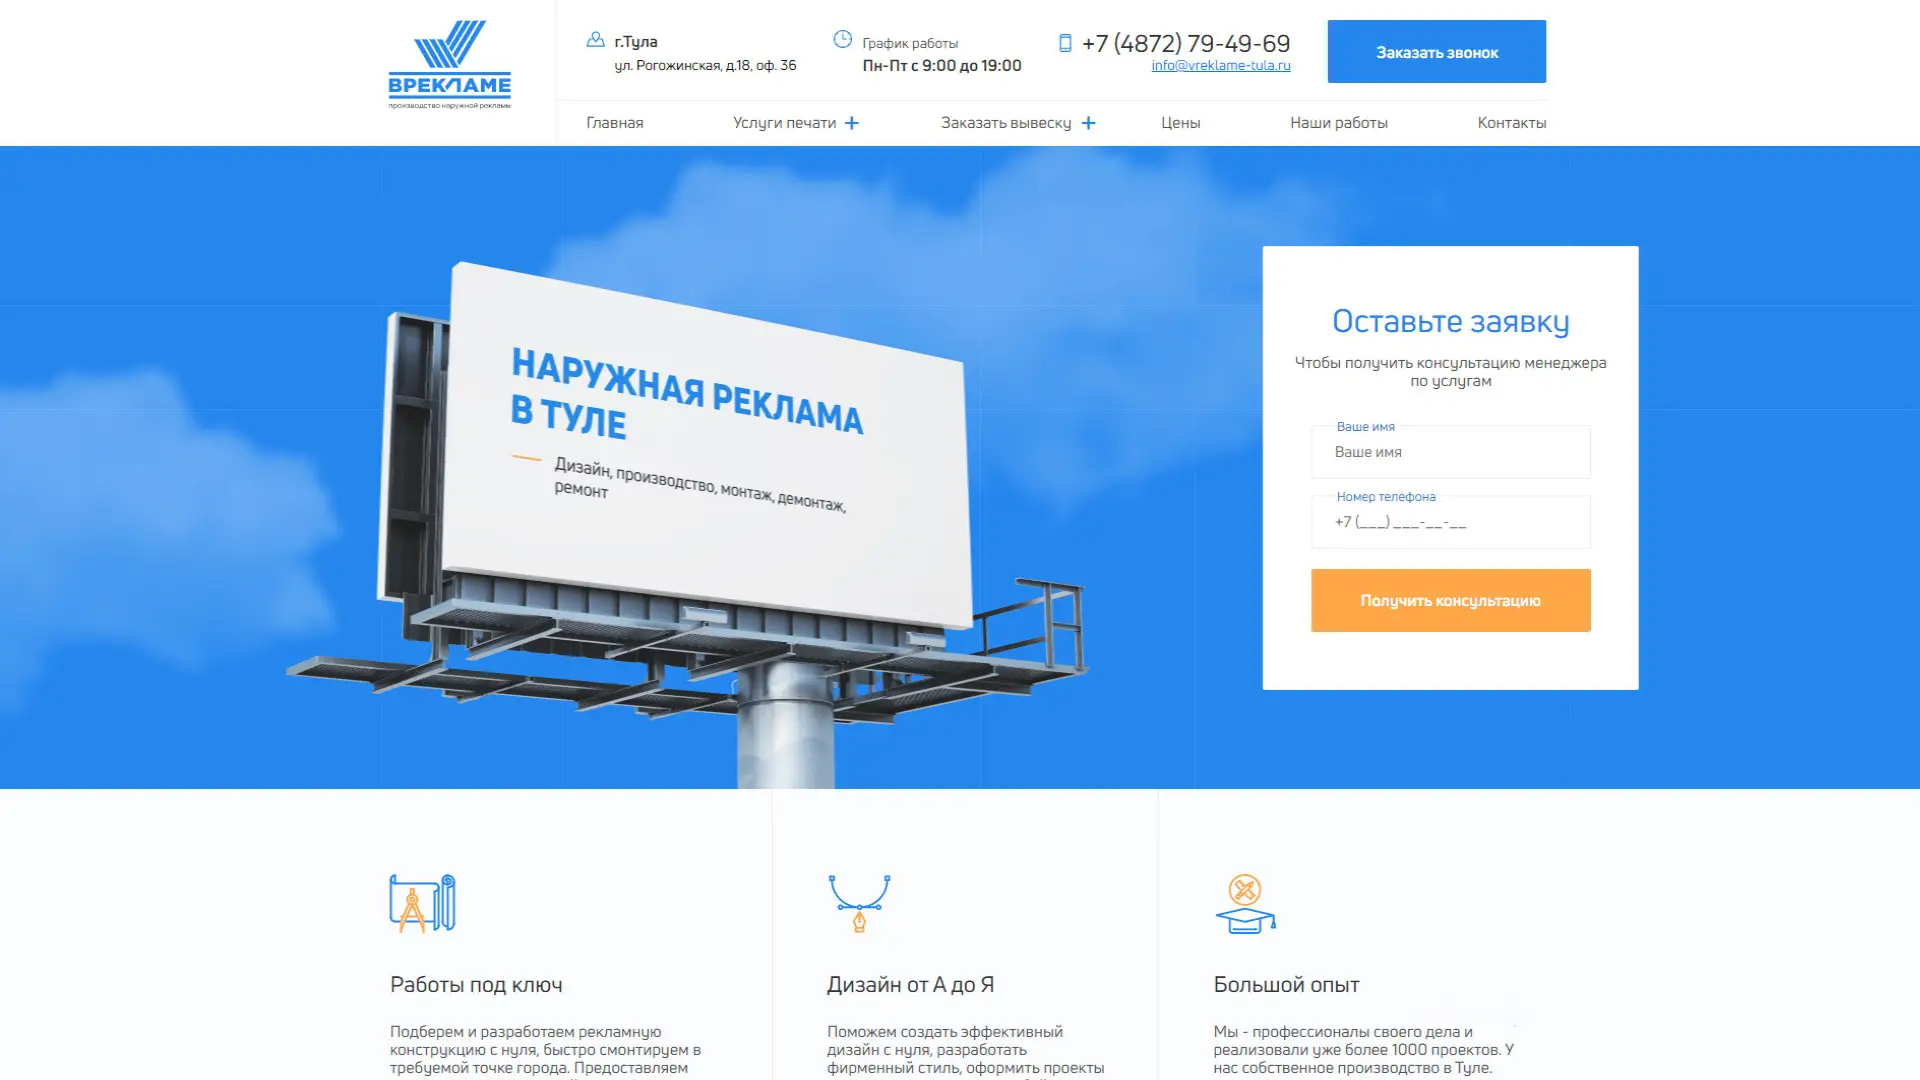 ВРЕКЛАМЕ
производство наружной рекламы
г.Тула
ул. Рогожинская, д.18, оф. 36
График работы
Пн-Пт с 9:00 до 19:00
+7 (4872) 79-49-69
info@vreklame-tula.ru
Заказать звонок
Главная
Услуги печати +
Заказать вывеску +
Цены
Наши работы
Контакты
НАРУЖНАЯ РЕКЛАМА
В ТУЛЕ
Дизайн, производство, монтаж, демонтаж,
ремонт
Оставьте заявку
Чтобы получить консультацию менеджера
по услугам
Ваше имя
Ваше имя
Номер телефона
+7 (___) ___-__-__
Получить консультацию
Работы под ключ
Подберем и разработаем рекламную
конструкцию с нуля, быстро смонтируем в
требуемой точке города. Предоставляем
Дизайн от А до Я
Поможем создать эффективный
дизайн с нуля, разработать
фирменный стиль, оформить проекты
Большой опыт
Мы - профессионалы своего дела и
реализовали уже более 1000 проектов. У
нас собственное производство в Туле.